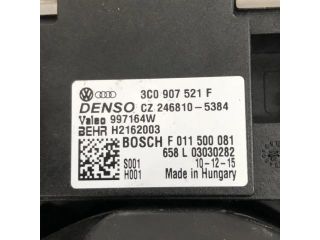 3C0 907 521 F
DENSO CZ 246810-5384
Valeo 997164W
BEHR H2162003
BOSCH F 011 500 081
658 L 03030282
S001 10-12-15
H001 Made in Hungary